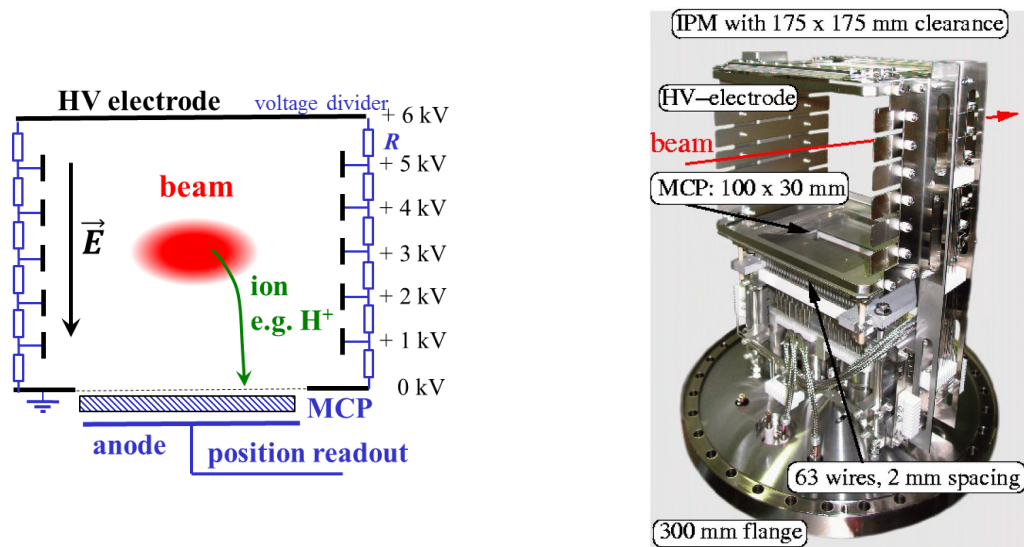 HV electrode
voltage divider
+ 6 kV
R
+ 5 kV
beam
+ 4 kV
E
+ 3 kV
ion
e.g. H⁺
+ 2 kV
+ 1 kV
0 kV
MCP
anode
position readout
IPM with 175 x 175 mm clearance
HV–electrode
beam
MCP: 100 x 30 mm
63 wires, 2 mm spacing
300 mm flange